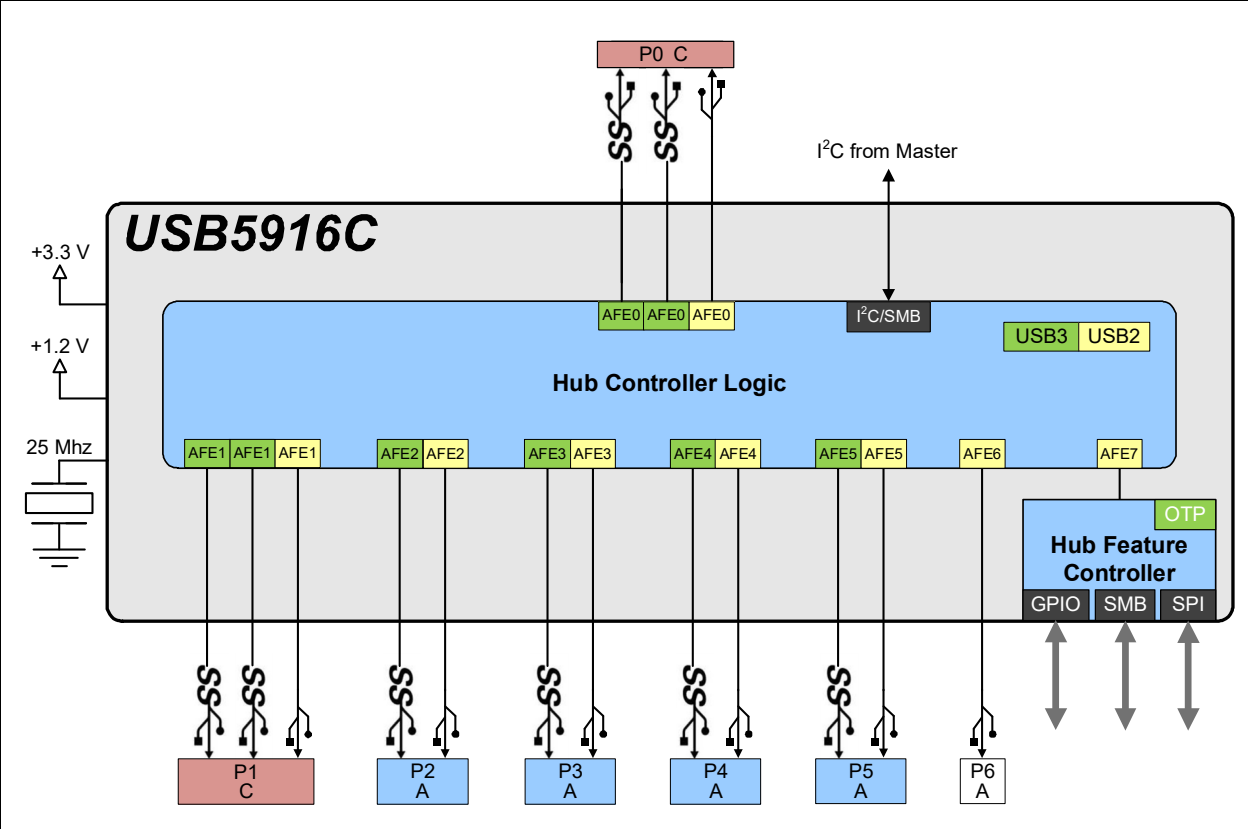 P0 C
SS SS
I²C from Master
USB5916C
+3.3 V
AFE0 AFE0 AFE0
I²C/SMB
USB3 USB2
+1.2 V
Hub Controller Logic
25 Mhz
AFE1 AFE1 AFE1
AFE2 AFE2
AFE3 AFE3
AFE4 AFE4
AFE5 AFE5
AFE6
AFE7
OTP
Hub Feature
Controller
GPIO SMB SPI
SS SS SS SS SS SS
P1
C
P2
A
P3
A
P4
A
P5
A
P6
A